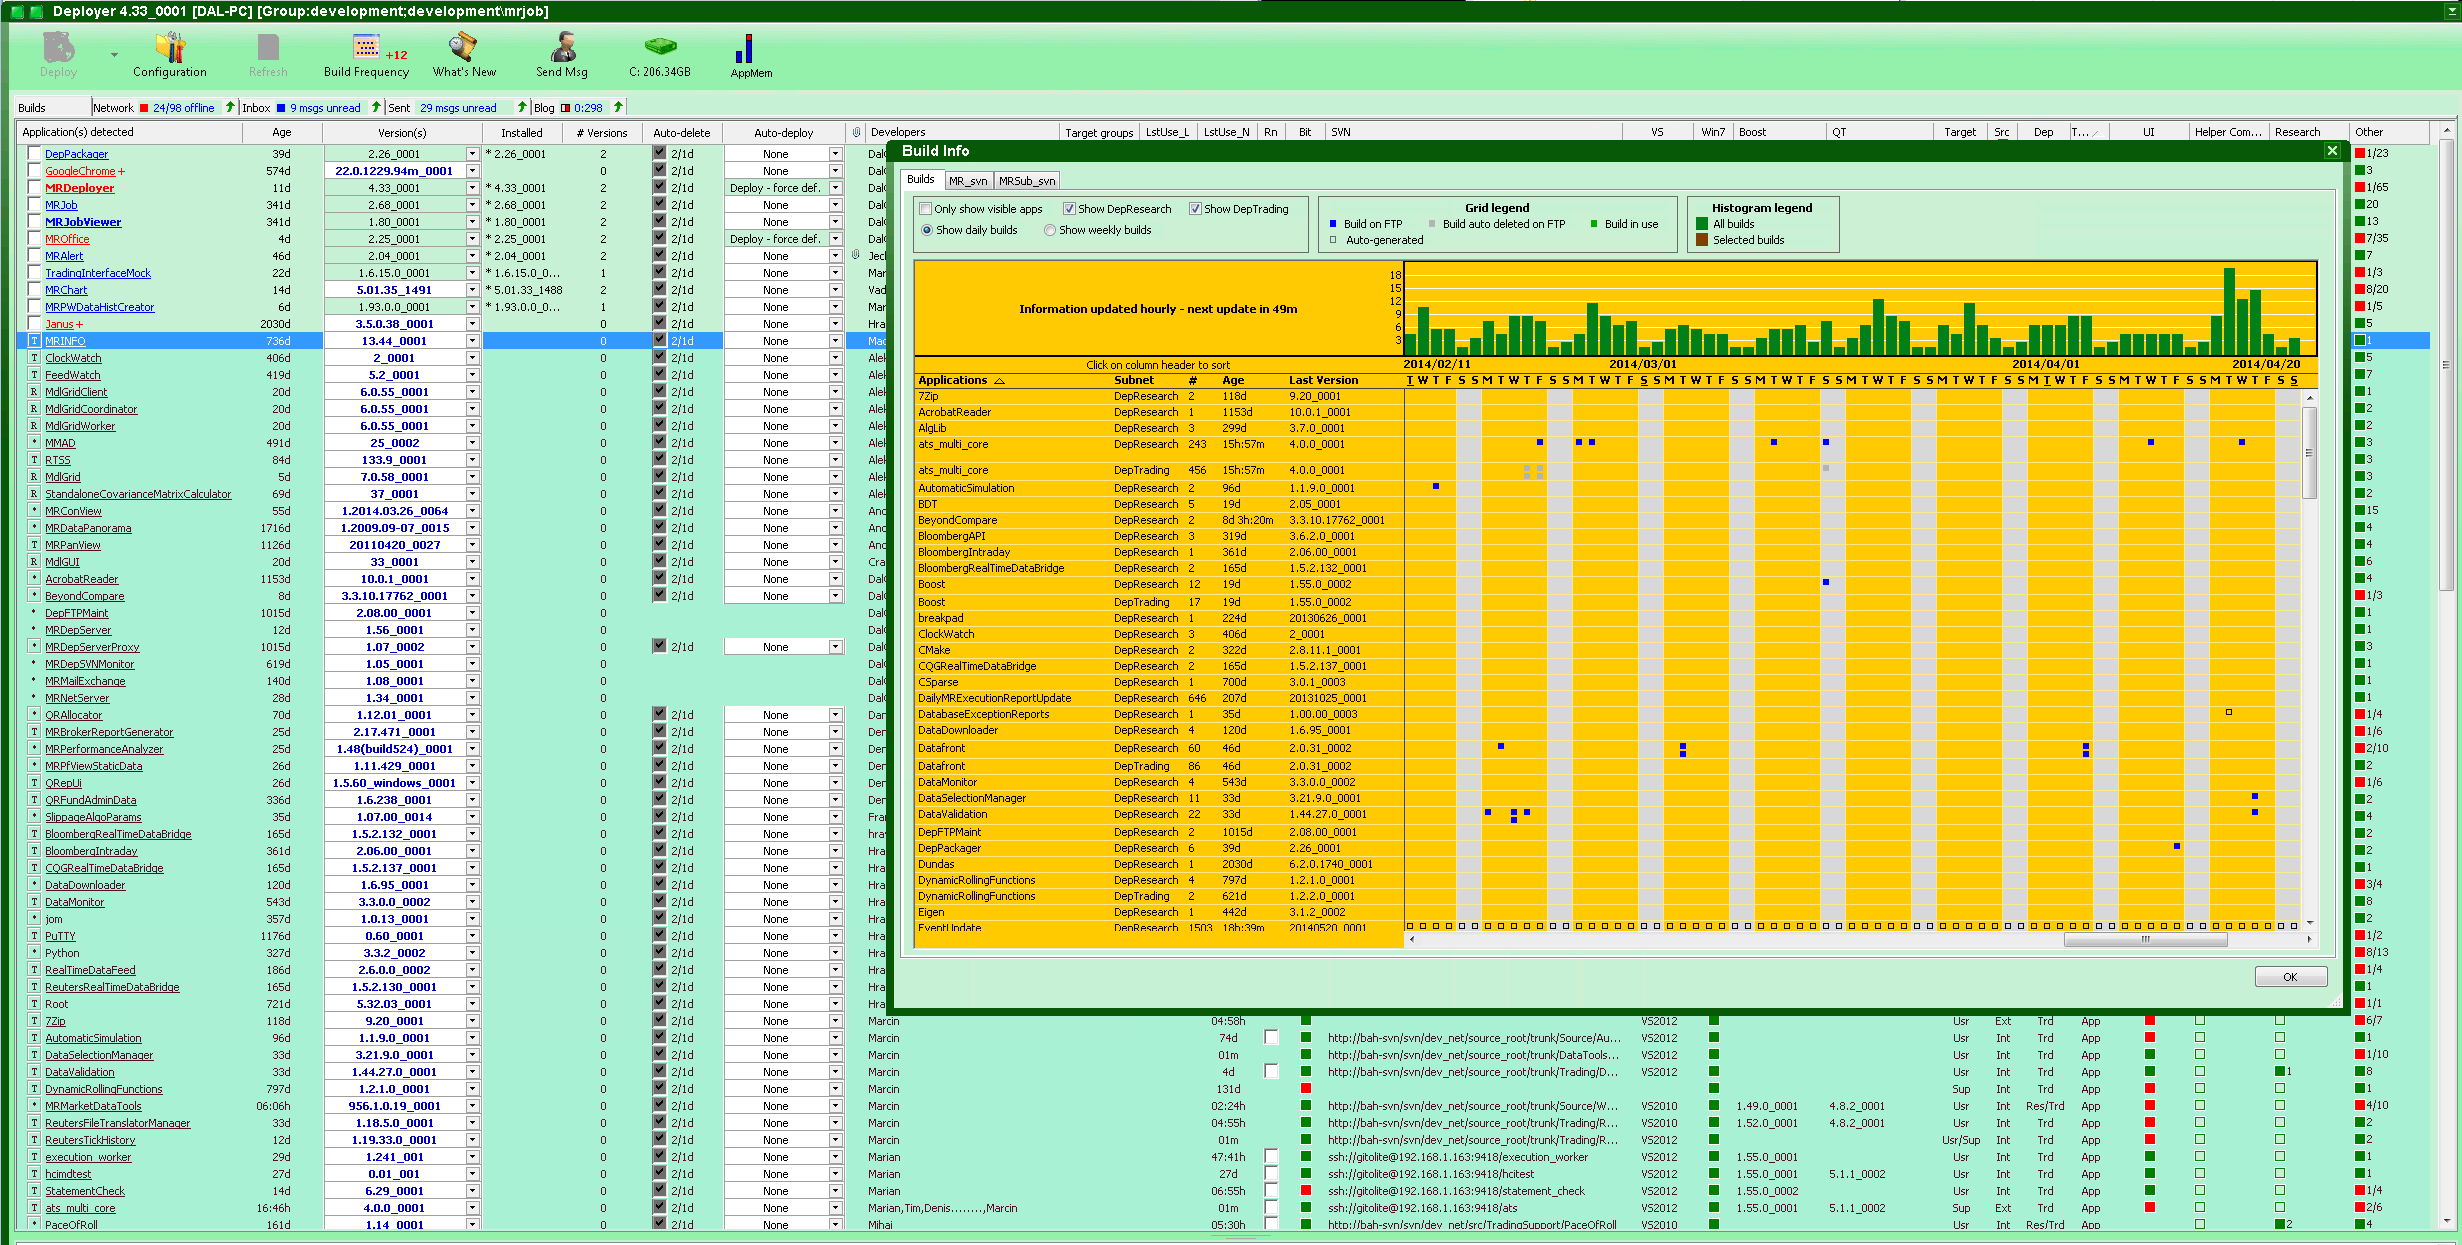 Deployer 4.33_0001 [DAL-PC] [Group:development;development\mrjob]
Deploy Configuration Refresh Build Frequency +12 What's New Send Msg C: 206.34GB AppMem
Builds Network 24/98 offline Inbox 9 msgs unread Sent 29 msgs unread Blog 0:298
Application(s) detected Age Version(s) Installed # Versions Auto-delete Auto-deploy Developers Target groups LstUse_L LstUse_N Rn Bit SVN VS Win7 Boost QT Target Src Dep T... UI Helper Com... Research Other
DepPackager 39d 2.26_0001 * 2.26_0001 2 2/1d None 1/23
GoogleChrome + 574d 22.0.1229.94m_0001 0 2/1d None 3
MRDeployer 11d 4.33_0001 * 4.33_0001 2 2/1d Deploy - force def. 1/65
MRJob 341d 2.68_0001 * 2.68_0001 2 2/1d None 20
MRJobViewer 341d 1.80_0001 * 1.80_0001 2 2/1d None 13
MROffice 4d 2.25_0001 * 2.25_0001 2 2/1d Deploy - force def. 7/35
MRAlert 46d 2.04_0001 * 2.04_0001 2 2/1d None 7
TradingInterfaceMock 22d 1.6.15.0_0001 * 1.6.15.0_0... 1 2/1d None 1/3
MRChart 14d 5.01.35_1491 * 5.01.33_1488 2 2/1d None 8/20
MRPWDataHistCreator 6d 1.93.0.0_0001 * 1.93.0.0_0... 1 2/1d None 1/5
Janus + 2030d 3.5.0.38_0001 0 2/1d None 5
T MRINFO 736d 13.44_0001 0 2/1d None 1
T ClockWatch 406d 2_0001 0 2/1d None 5
T FeedWatch 419d 5.2_0001 0 2/1d None 7
R MdlGridClient 20d 6.0.55_0001 0 2/1d None 1
R MdlGridCoordinator 20d 6.0.55_0001 0 2/1d None 2
R MdlGridWorker 20d 6.0.55_0001 0 2/1d None 2
* MMAD 491d 25_0002 0 2/1d None 3
T RTSS 84d 133.9_0001 0 2/1d None 3
R MdlGrid 5d 7.0.58_0001 0 2/1d None 3
R StandaloneCovarianceMatrixCalculator 69d 37_0001 0 2/1d None 2
T MRConView 55d 1.2014.03.26_0064 0 2/1d None 15
T MRDataPanorama 1716d 1.2009.09-07_0015 0 2/1d None 4
T MRPanView 1126d 20110420_0027 0 2/1d None 4
R MdlGUI 33d 33_0001 0 2/1d None 6
* AcrobatReader 1153d 10.0.1_0001 0 2/1d None 4
* BeyondCompare 8d 3.3.10.17762_0001 0 2/1d None 1/3
* DepFTPMaint 1015d 2.08.00_0001 0 1
* MRDepServer 12d 1.56_0001 0 1
* MRDepServerProxy 1015d 1.07_0002 0 2/1d None 3
* MRDepSVNMonitor 619d 1.05_0001 0 1
* MRMailExchange 140d 1.08_0001 0 1
* MRNetServer 28d 1.34_0001 0 1
* QRAllocator 70d 1.12.01_0001 0 2/1d None 1/4
T MRBrokerReportGenerator 25d 2.17.471_0001 0 2/1d None 1/6
* MRPerformanceAnalyzer 25d 1.48(build524)_0001 0 2/1d None 2/10
* MRPfViewStaticData 26d 1.11.429_0001 0 2/1d None 2
T QRepUi 26d 1.5.60_windows_0001 0 2/1d None 1/6
T QRFundAdminData 336d 1.6.238_0001 0 2/1d None 2
* SlippageAlgoParams 35d 1.07.00_0014 0 2/1d None 4
T BloombergRealTimeDataBridge 165d 1.5.2.132_0001 0 2/1d None 2
T BloombergIntraday 361d 2.06.00_0001 0 2/1d None 2
T CQGRealTimeDataBridge 165d 1.5.2.137_0001 0 2/1d None 1
* DataDownloader 120d 1.6.95_0001 0 2/1d None 3/4
T DataMonitor 543d 3.3.0.0_0002 0 2/1d None 8
* jom 357d 1.0.13_0001 0 2/1d None 2
T PuTTY 1176d 0.60_0001 0 2/1d None 1/2
* Python 327d 3.3.2_0002 0 2/1d None 8/13
T RealTimeDataFeed 186d 2.6.0.0_0002 0 2/1d None 1/4
T ReutersRealTimeDataBridge 165d 1.5.2.130_0001 0 2/1d None 1
T Root 721d 5.32.03_0001 0 2/1d None 1/1
T 7Zip 118d 9.20_0001 0 2/1d None Marcin 04:58h VS2012 Usr Ext Trd App 6/7
T AutomaticSimulation 96d 1.1.9.0_0001 0 2/1d None Marcin 74d http://bah-svn/svn/dev_net/source_root/trunk/Source/Au... VS2012 Usr Int Trd App 1
T DataSelectionManager 33d 3.21.9.0_0001 0 2/1d None Marcin 01m http://bah-svn/svn/dev_net/source_root/trunk/DataTools... VS2012 Usr Int Trd App 1/10
T DataValidation 33d 1.44.27.0_0001 0 2/1d None Marcin 4d http://bah-svn/svn/dev_net/source_root/trunk/Trading/D... VS2012 Usr Int Trd App 1 8
T DynamicRollingFunctions 797d 1.2.1.0_0001 0 2/1d None Marcin 131d Sup Int Trd App 1
* MRMarketDataTools 06:06h 956.1.0.19_0001 0 2/1d None Marcin 02:24h http://bah-svn/svn/dev_net/source_root/trunk/Source/W... VS2010 1.49.0_0001 4.8.2_0001 Usr Int Res/Trd App 4/10
T ReutersFileTranslatorManager 33d 1.18.5.0_0001 0 2/1d None Marcin 04:55h http://bah-svn/svn/dev_net/source_root/trunk/Trading/R... VS2010 1.52.0_0001 4.8.2_0001 Usr Int Trd App 2
T ReutersTickHistory 12d 1.19.33.0_0001 0 2/1d None Marcin 01m http://bah-svn/svn/dev_net/source_root/trunk/Trading/R... VS2012 Usr/Sup Int Trd App 2
T execution_worker 29d 1.241_001 0 2/1d None Marian 47:41h ssh://gitolite@192.168.1.163:9418/execution_worker VS2012 1.55.0_0001 Usr Int Trd App 1
T hcimdtest 27d 0.01_001 0 2/1d None Marian 27d ssh://gitolite@192.168.1.163:9418/hcitest VS2012 1.55.0_0001 5.1.1_0002 Usr Int Trd App 1
T StatementCheck 14d 6.29_0001 0 2/1d None Marian 06:55h ssh://gitolite@192.168.1.163:9418/statement_check VS2012 1.55.0_0002 Usr Int Trd App 1/4
T ats_multi_core 16:46h 4.0.0_0001 0 2/1d None Marian,Tim,Denis.......,Marcin 01m ssh://gitolite@192.168.1.163:9418/ats VS2012 1.55.0_0001 5.1.1_0002 Sup Ext Trd App 2/6
* PaceOfRoll 161d 1.14_0001 0 2/1d None Mihai 05:30h http://bah-svn/svn/dev_net/src/TradingSupport/PaceOfRoll VS2010 Usr Int Res/Trd App 2 4
Build Info
Builds MR_svn MRSub_svn
Only show visible apps Show DepResearch Show DepTrading
Show daily builds Show weekly builds
Grid legend
Build on FTP Build auto deleted on FTP Build in use
Auto-generated
Histogram legend
All builds
Selected builds
Information updated hourly - next update in 49m
18
15
12
9
6
3
Click on column header to sort 2014/02/11 2014/03/01 2014/04/01 2014/04/20
Applications Subnet # Age Last Version T W T F S S M T W T F S S M T W T F S S M T W T F S S M T W T F S S M T W T F S S M T W T F S S M T W T F S S M T W T F S S M T W T F S S M T W T F S S
7Zip DepResearch 2 118d 9.20_0001
AcrobatReader DepResearch 1 1153d 10.0.1_0001
AlgLib DepResearch 3 299d 3.7.0_0001
ats_multi_core DepResearch 243 15h:57m 4.0.0_0001
ats_multi_core DepTrading 456 15h:57m 4.0.0_0001
AutomaticSimulation DepResearch 2 96d 1.1.9.0_0001
BDT DepResearch 5 19d 2.05_0001
BeyondCompare DepResearch 2 8d 3h:20m 3.3.10.17762_0001
BloombergAPI DepResearch 3 319d 3.6.2.0_0001
BloombergIntraday DepResearch 1 361d 2.06.00_0001
BloombergRealTimeDataBridge DepResearch 2 165d 1.5.2.132_0001
Boost DepResearch 12 19d 1.55.0_0002
Boost DepTrading 17 19d 1.55.0_0002
breakpad DepResearch 1 224d 20130626_0001
ClockWatch DepResearch 3 406d 2_0001
CMake DepResearch 2 322d 2.8.11.1_0001
CQGRealTimeDataBridge DepResearch 2 165d 1.5.2.137_0001
CSparse DepResearch 1 700d 3.0.1_0003
DailyMRExecutionReportUpdate DepResearch 646 207d 20131025_0001
DatabaseExceptionReports DepResearch 1 35d 1.00.00_0003
DataDownloader DepResearch 4 120d 1.6.95_0001
Datafront DepResearch 60 46d 2.0.31_0002
Datafront DepTrading 86 46d 2.0.31_0002
DataMonitor DepResearch 4 543d 3.3.0.0_0002
DataSelectionManager DepResearch 11 33d 3.21.9.0_0001
DataValidation DepResearch 22 33d 1.44.27.0_0001
DepFTPMaint DepResearch 2 1015d 2.08.00_0001
DepPackager DepResearch 6 39d 2.26_0001
Dundas DepResearch 1 2030d 6.2.0.1740_0001
DynamicRollingFunctions DepResearch 4 797d 1.2.1.0_0001
DynamicRollingFunctions DepTrading 2 621d 1.2.2.0_0001
Eigen DepResearch 1 442d 3.1.2_0002
EventUpdate DepResearch 1503 18h:39m 20140520_0001
OK